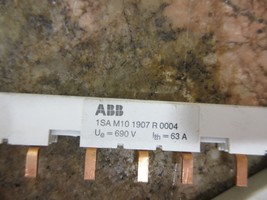 ABB
1SA M10 1907 R 0004
Ue = 690 V Ith = 63 A